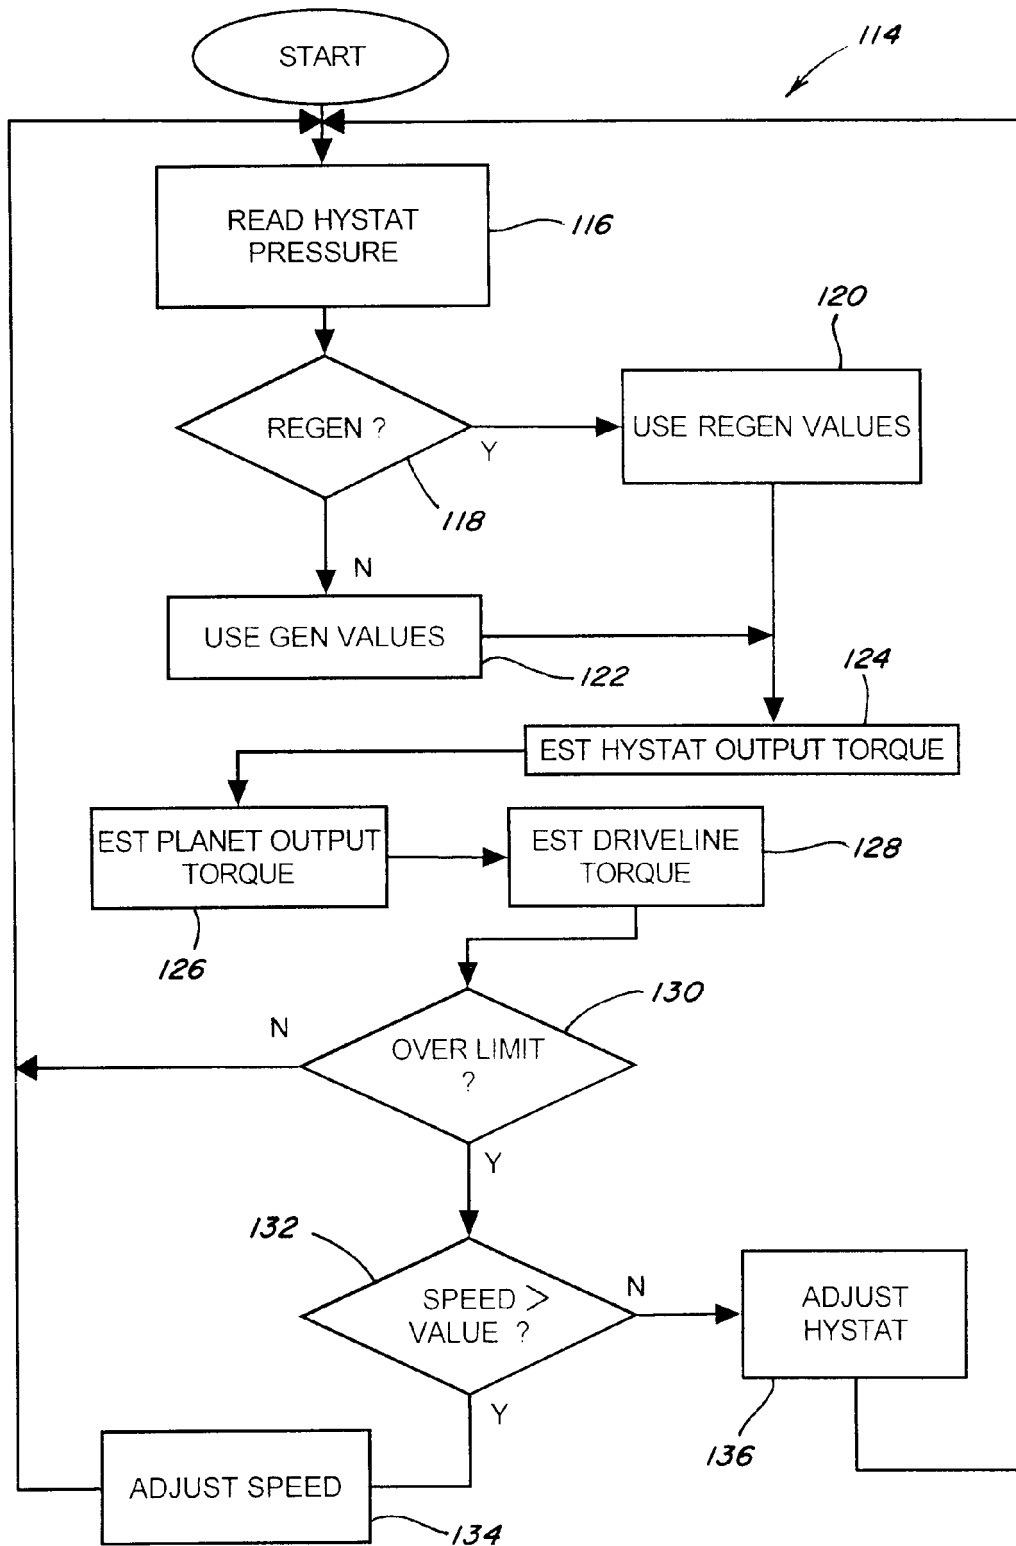 START
114
READ HYSTAT
PRESSURE
116
120
REGEN ?
Y
USE REGEN VALUES
118
N
USE GEN VALUES
122
124
EST HYSTAT OUTPUT TORQUE
EST PLANET OUTPUT
TORQUE
126
EST DRIVELINE
TORQUE
128
130
N
OVER LIMIT
?
Y
132
SPEED >
VALUE ?
N
ADJUST
HYSTAT
136
Y
ADJUST SPEED
134